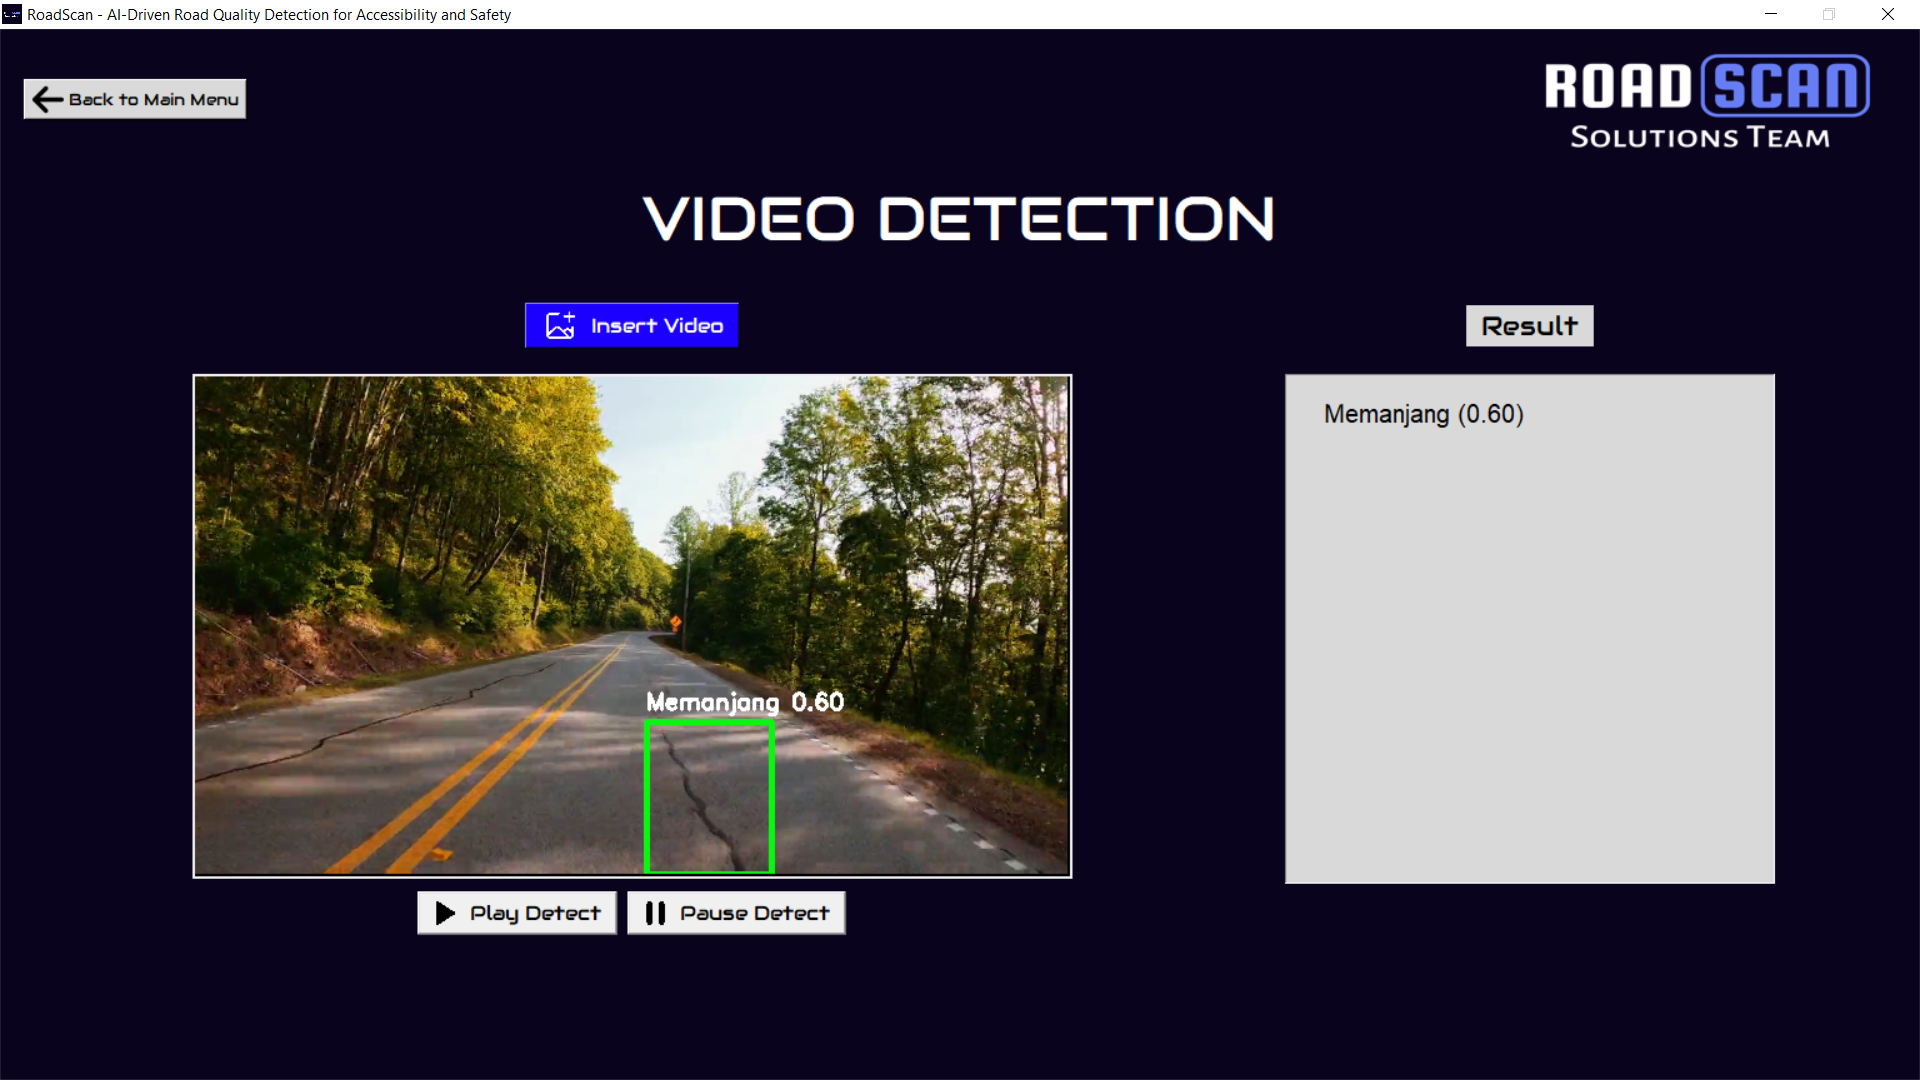 RoadScan - AI-Driven Road Quality Detection for Accessibility and Safety
Back to Main Menu
ROAD SCAN
SOLUTIONS TEAM
VIDEO DETECTION
Insert Video
Result
Memanjang (0.60)
Memanjang 0.60
Play Detect
Pause Detect